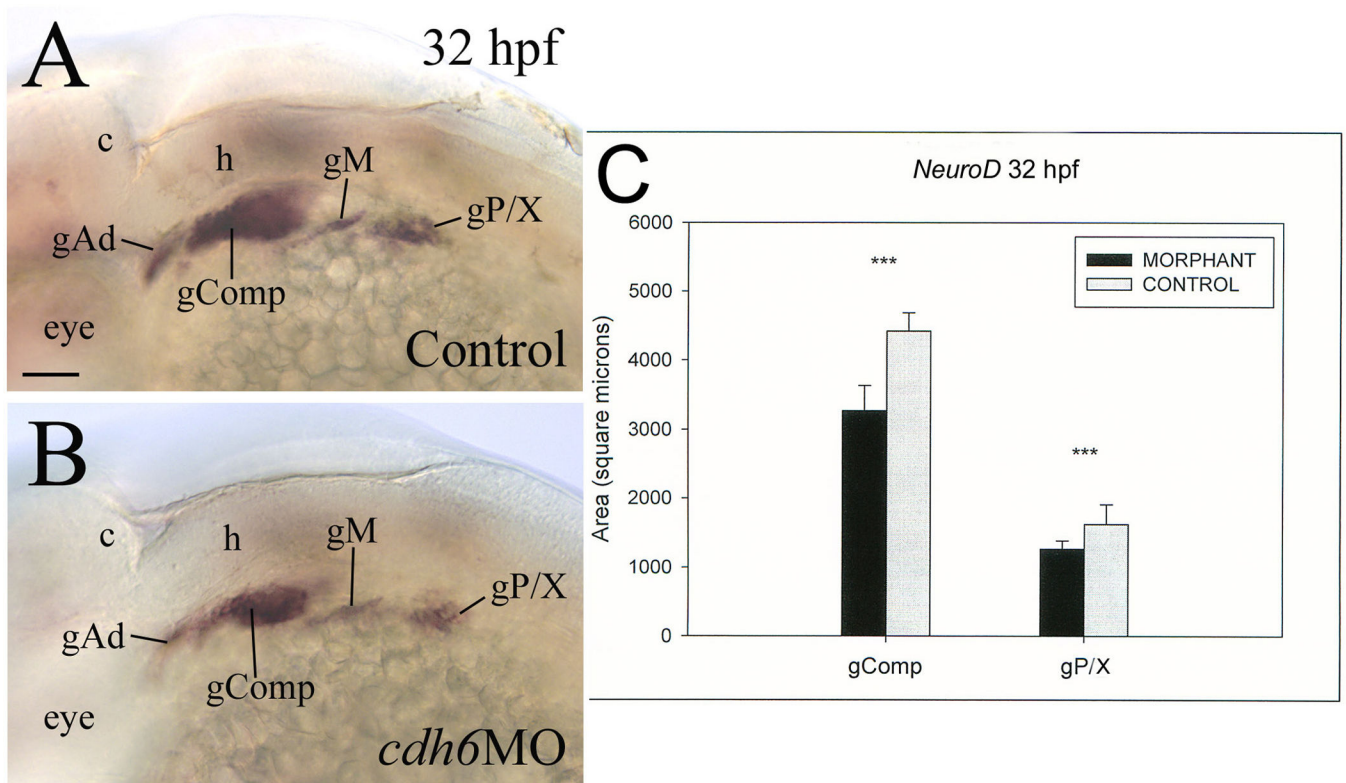 A
32 hpf
c
h
gM
gP/X
gAd
gComp
eye
Control
B
c
h
gM
gP/X
gAd
gComp
eye
cdh6MO
C
NeuroD 32 hpf
MORPHANT
CONTROL
Area (square microns)
6000
5000
4000
3000
2000
1000
0
***
***
gComp
gP/X